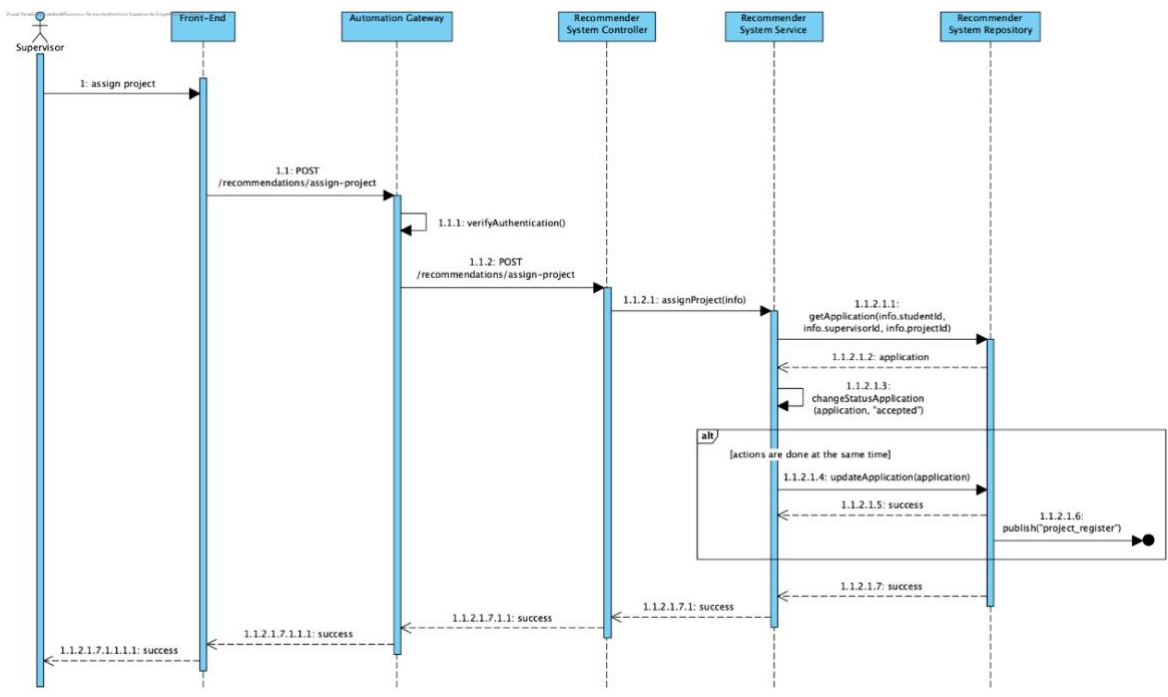 Front-End
Automation Gateway
Recommender
System Controller
Recommender
System Service
Recommender
System Repository
Supervisor
1: assign project
1.1: POST
/recommendations/assign-project
1.1.1: verifyAuthentication()
1.1.2: POST
/recommendations/assign-project
1.1.2.1: assignProject(info)
1.1.2.1.1:
getApplication(info.studentId,
info.supervisorId, info.projectId)
1.1.2.1.2: application
1.1.2.1.3:
changeStatusApplication
(application, "accepted")
alt
[actions are done at the same time]
1.1.2.1.4: updateApplication(application)
1.1.2.1.5: success
1.1.2.1.6:
publish("project_register")
1.1.2.1.7: success
1.1.2.1.7.1: success
1.1.2.1.7.1.1: success
1.1.2.1.7.1.1.1: success
1.1.2.1.7.1.1.1.1: success